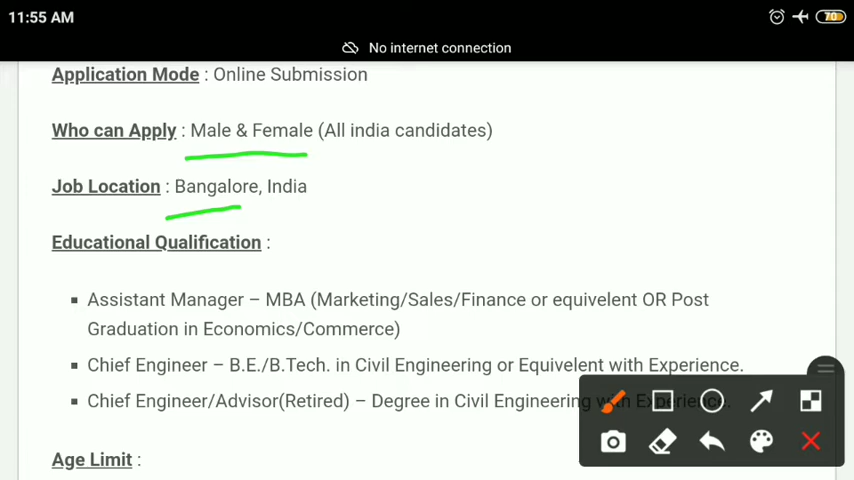 11:55 AM
70
No internet connection
Application Mode : Online Submission
Who can Apply : Male & Female (All india candidates)
Job Location : Bangalore, India
Educational Qualification :
Assistant Manager – MBA (Marketing/Sales/Finance or equivelent OR Post
Graduation in Economics/Commerce)
Chief Engineer – B.E./B.Tech. in Civil Engineering or Equivelent with Experience.
Chief Engineer/Advisor(Retired) – Degree in Civil Engineering with Experience.
Age Limit :